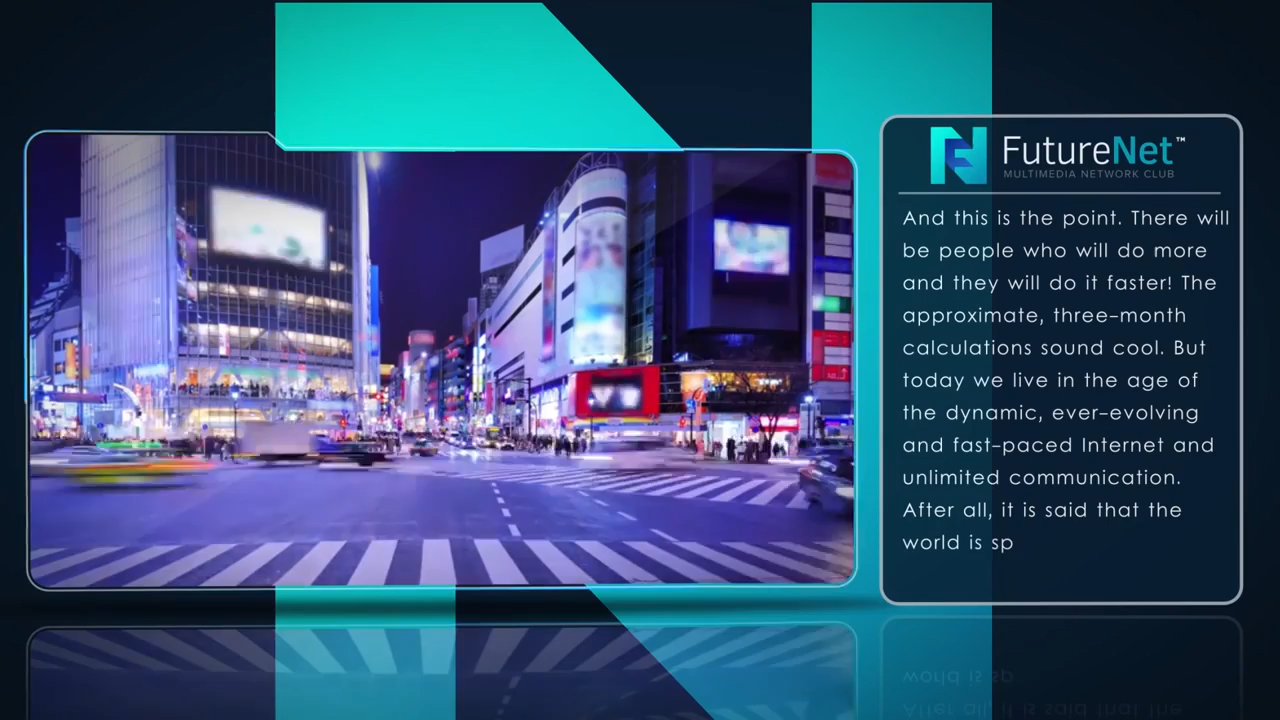 FutureNet™
MULTIMEDIA NETWORK CLUB
And this is the point. There will
be people who will do more
and they will do it faster! The
approximate, three-month
calculations sound cool. But
today we live in the age of
the dynamic, ever-evolving
and fast-paced Internet and
unlimited communication.
After all, it is said that the
world is sp